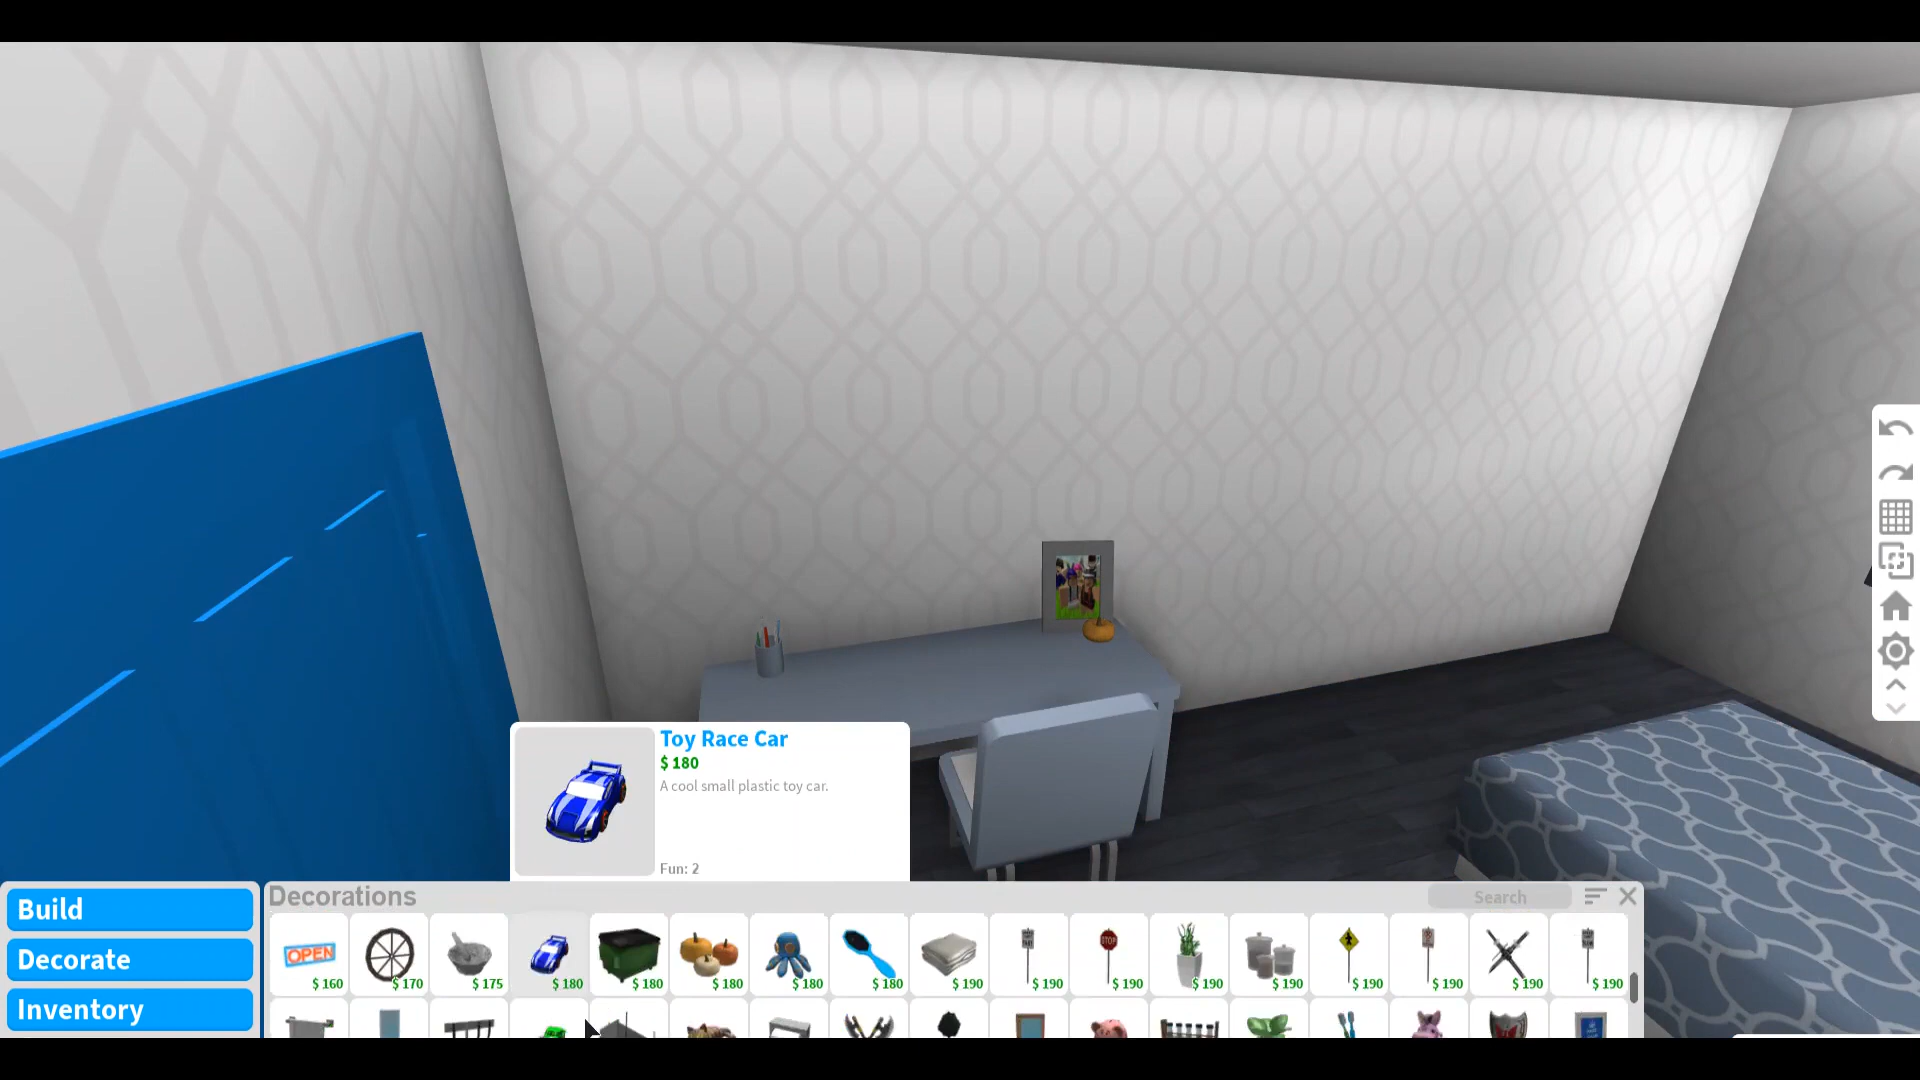 Toy Race Car
$ 180
A cool small plastic toy car.
Fun: 2
Build
Decorate
Inventory
Decorations
Search
OPEN
STOP
$ 160
$ 170
$ 175
$ 180
$ 180
$ 180
$ 180
$ 180
$ 190
$ 190
$ 190
$ 190
$ 190
$ 190
$ 190
$ 190
$ 190